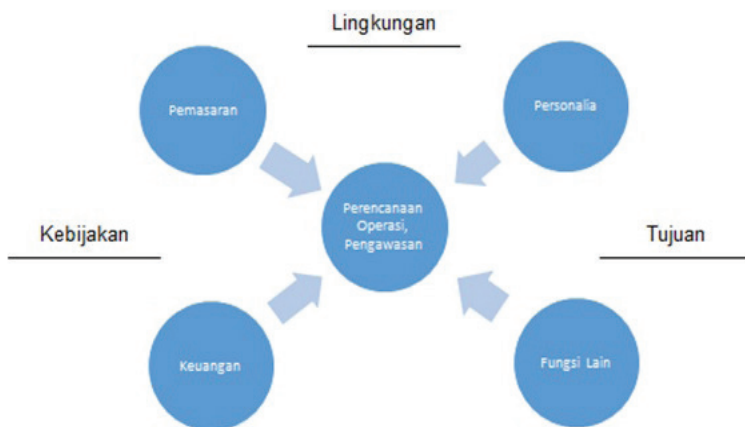 Lingkungan
Pemasaran
Personalia
Perencanaan
Operasi,
Pengawasan
Kebijakan
Tujuan
Keuangan
Fungsi Lain